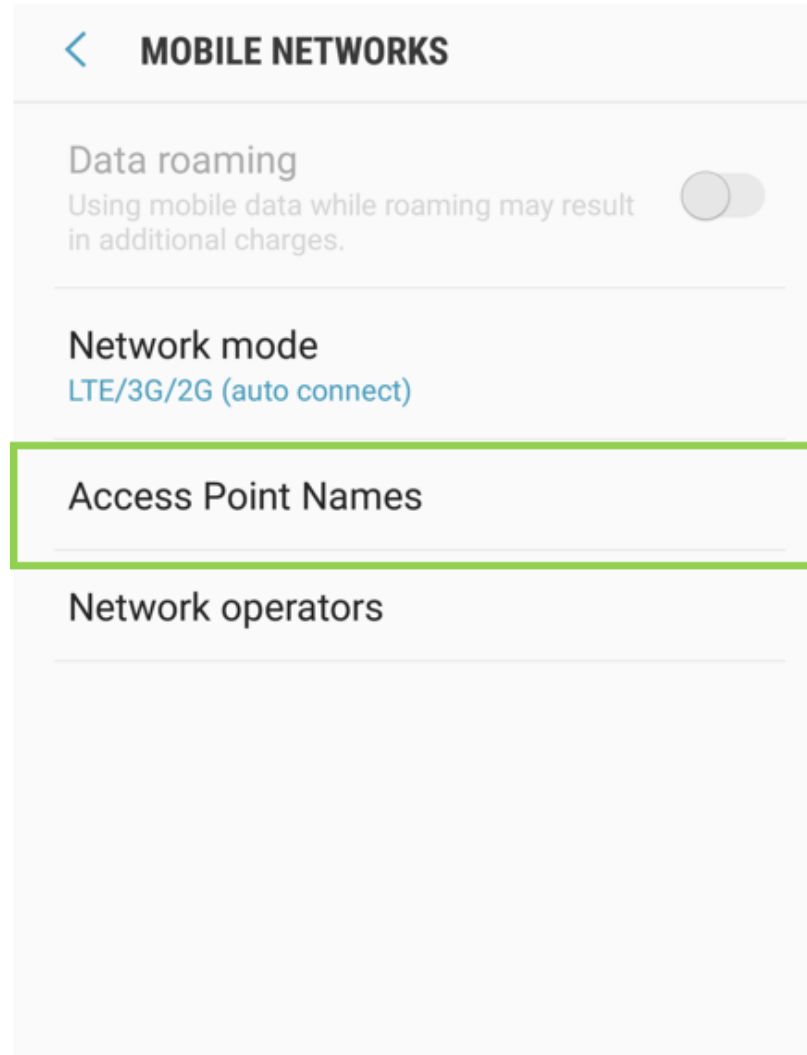 MOBILE NETWORKS
Data roaming
Using mobile data while roaming may result
in additional charges.
Network mode
LTE/3G/2G (auto connect)
Access Point Names
Network operators